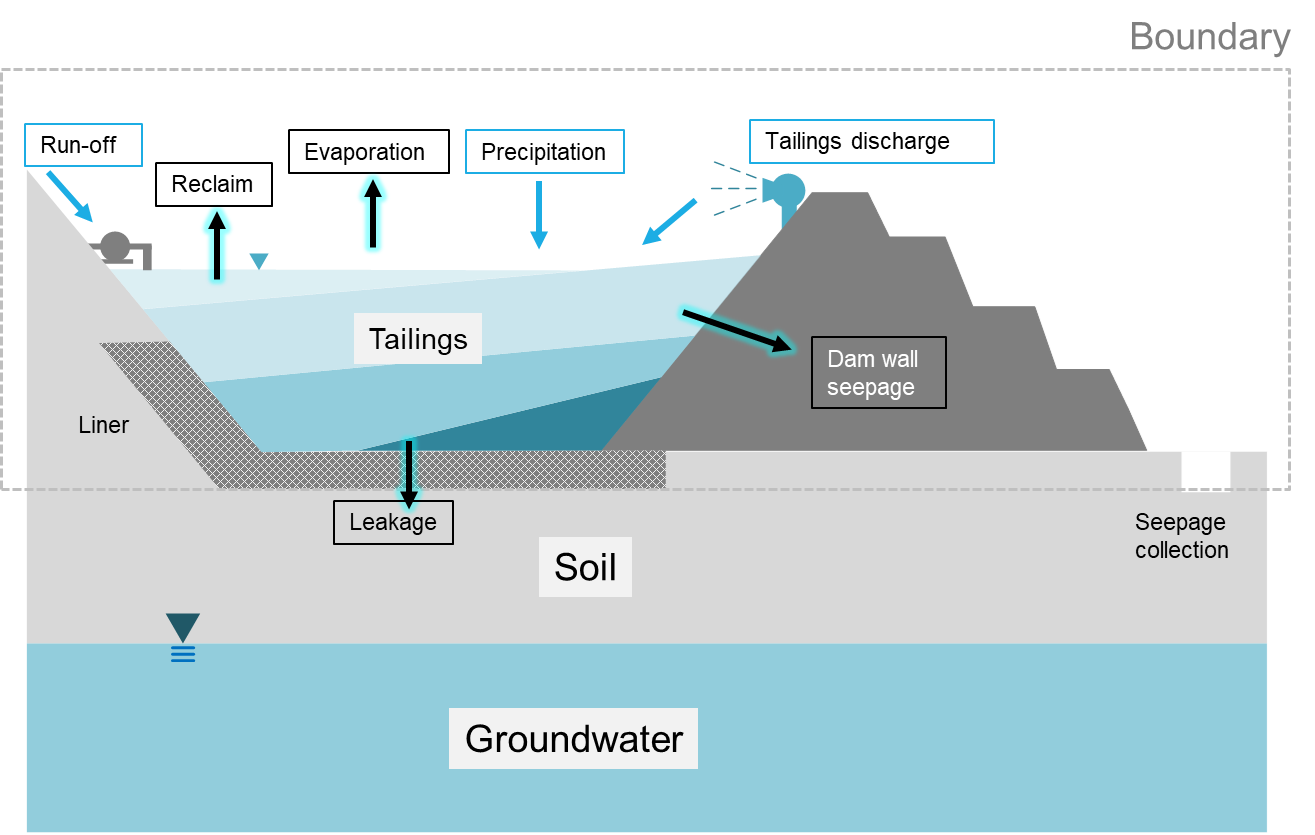 Boundary
Run-off
Reclaim
Evaporation
Precipitation
Tailings discharge
Tailings
Dam wall
seepage
Liner
Leakage
Seepage
collection
Soil
Groundwater